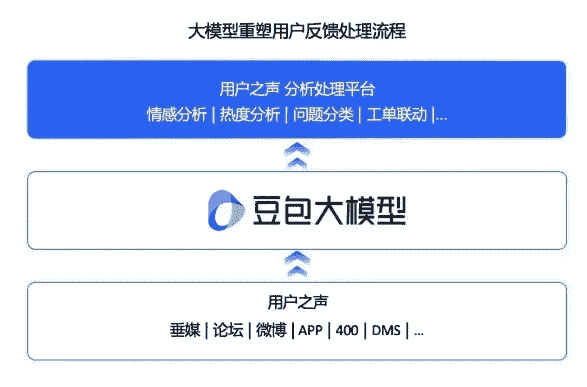 大模型重塑用户反馈处理流程
用户之声 分析处理平台
情感分析 | 热度分析 | 问题分类 | 工单联动 |...
豆包大模型
用户之声
垂媒 | 论坛 | 微博 | APP | 400 | DMS | ...